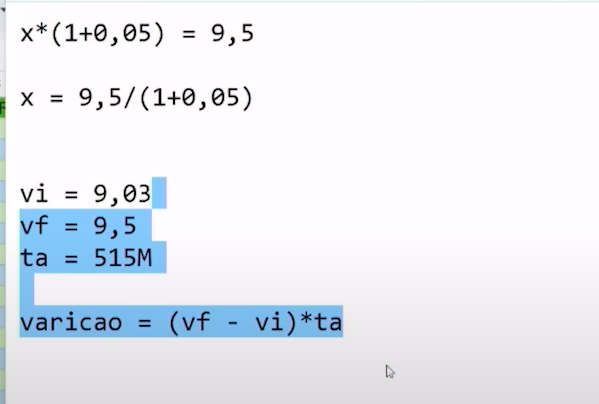 x*(1+0,05) = 9,5
x = 9,5/(1+0,05)
vi = 9,03
vf = 9,5
ta = 515M
varicao = (vf - vi)*ta